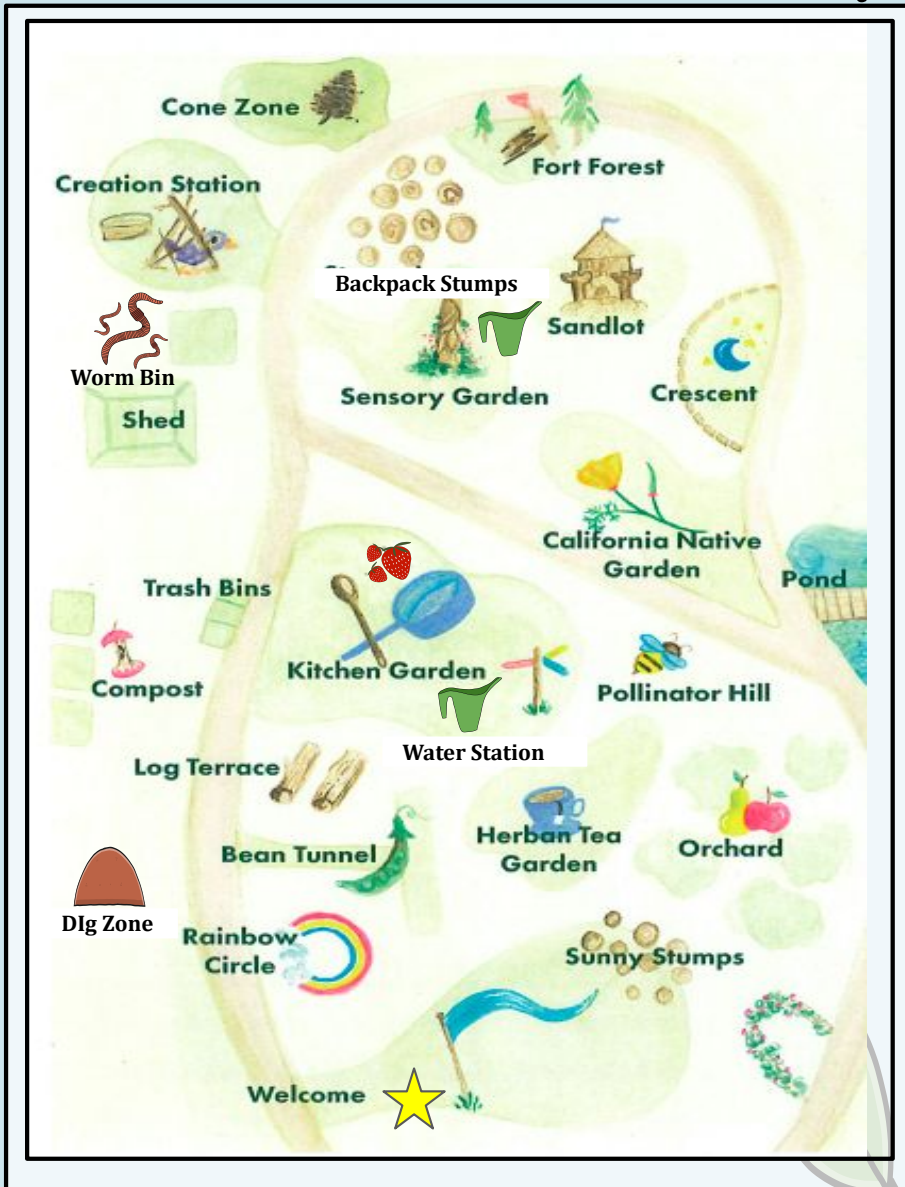 Cone Zone
Fort Forest
Creation Station
Backpack Stumps
Sandlot
Worm Bin
Sensory Garden
Crescent
Shed
California Native
Garden
Pond
Trash Bins
Kitchen Garden
Compost
Pollinator Hill
Water Station
Log Terrace
Herban Tea
Garden
Orchard
Bean Tunnel
DIg Zone
Rainbow
Circle
Sunny Stumps
Welcome